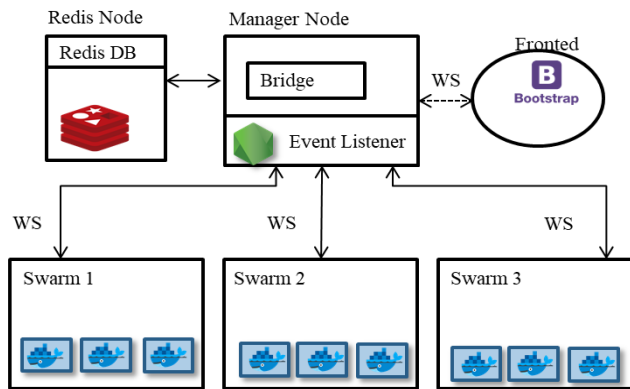 Redis Node
Manager Node
Fronted
Redis DB
Bridge
WS
B
Bootstrap
Event Listener
WS
WS
WS
Swarm 1
Swarm 2
Swarm 3